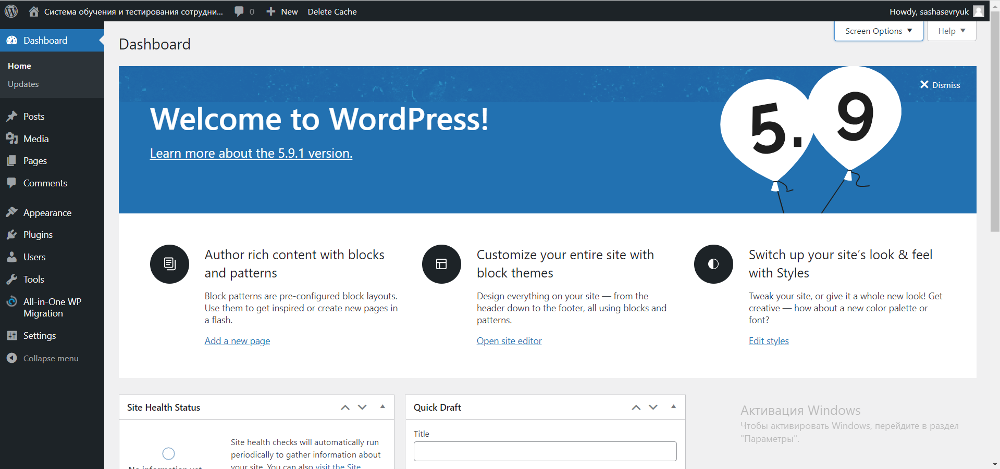 Система обучения и тестирования сотрудни...
0
New
Delete Cache
Howdy, sashasevryuk
Dashboard
Home
Updates
Posts
Media
Pages
Comments
Appearance
Plugins
Users
Tools
All-in-One WP
Migration
Settings
Collapse menu
Screen Options
Help
Dashboard
Dismiss
Welcome to WordPress!
Learn more about the 5.9.1 version.
5.9
Author rich content with blocks
and patterns
Block patterns are pre-configured block layouts.
Use them to get inspired or create new pages in
a flash.
Add a new page
Customize your entire site with
block themes
Design everything on your site — from the
header down to the footer, all using blocks and
patterns.
Open site editor
Switch up your site’s look & feel
with Styles
Tweak your site, or give it a whole new look! Get
creative — how about a new color palette or
font?
Edit styles
Site Health Status
No information yet
Site health checks will automatically run
periodically to gather information about
your site. You can also visit the Site
Quick Draft
Title
Активация Windows
Чтобы активировать Windows, перейдите в раздел
"Параметры".